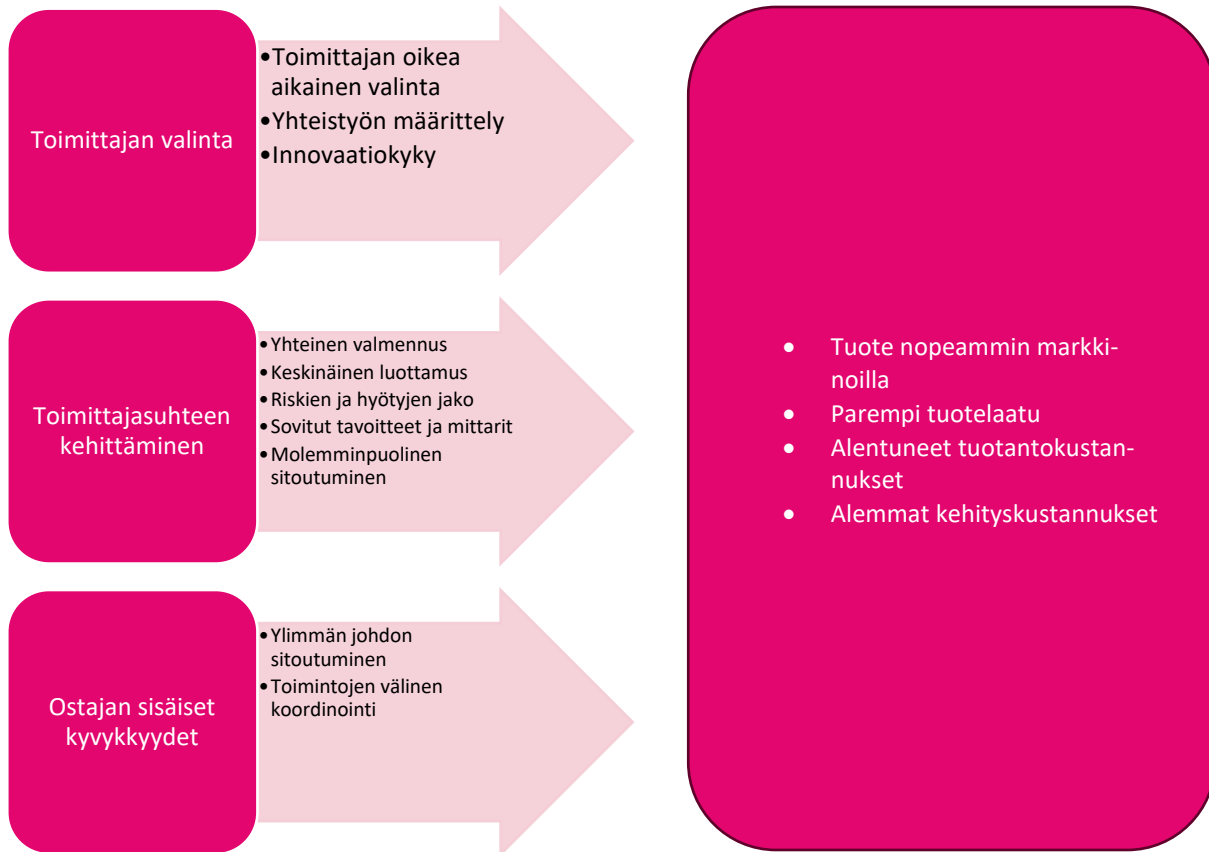 Toimittajan valinta
•Toimittajan oikea
aikainen valinta
•Yhteistyön määrittely
•Innovaatiokyky
Toimittajasuhteen
kehittäminen
•Yhteinen valmennus
•Keskinäinen luottamus
•Riskien ja hyötyjen jako
•Sovitut tavoitteet ja mittarit
•Molemminpuolinen
sitoutuminen
Ostajan sisäiset
kyvykkyydet
•Ylimmän johdon
sitoutuminen
•Toimintojen välinen
koordinointi
• Tuote nopeammin markki-
noilla
• Parempi tuotelaatu
• Alentuneet tuotantokustan-
nukset
• Alemmat kehityskustannukset